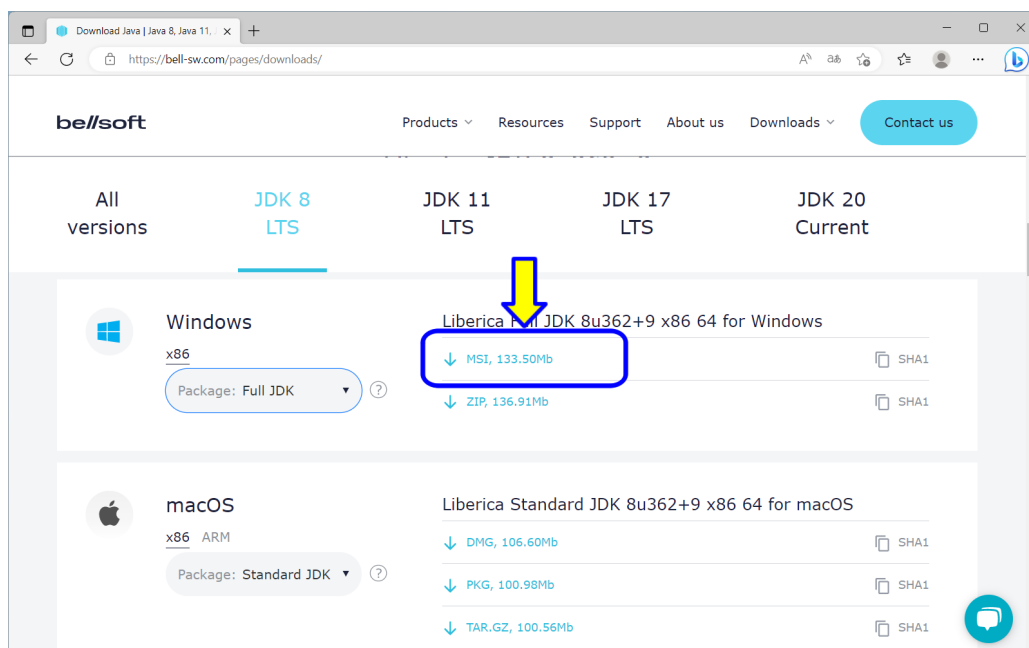 Download Java | Java 8, Java 11,
https://bell-sw.com/pages/downloads/
bellsoft
Products
Resources
Support
About us
Downloads
Contact us
All versions
JDK 8 LTS
JDK 11 LTS
JDK 17 LTS
JDK 20 Current
Windows
x86
Package: Full JDK
?
Liberica Full JDK 8u362+9 x86 64 for Windows
MSI, 133.50Mb
SHA1
ZIP, 136.91Mb
SHA1
macOS
x86 ARM
Package: Standard JDK
?
Liberica Standard JDK 8u362+9 x86 64 for macOS
DMG, 106.60Mb
SHA1
PKG, 100.98Mb
SHA1
TAR.GZ, 100.56Mb
SHA1